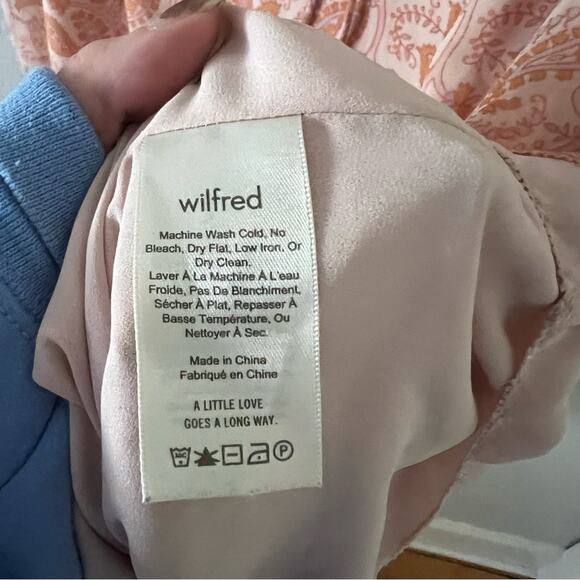 wilfred
Machine Wash Cold, No
Bleach, Dry Flat, Low Iron, Or
Dry Clean.
Laver À La Machine À L'eau
Froide, Pas De Blanchiment,
Sécher À Plat, Repasser À
Basse Température, Ou
Nettoyer À Sec.
Made in China
Fabriqué en Chine
A LITTLE LOVE
GOES A LONG WAY.
P